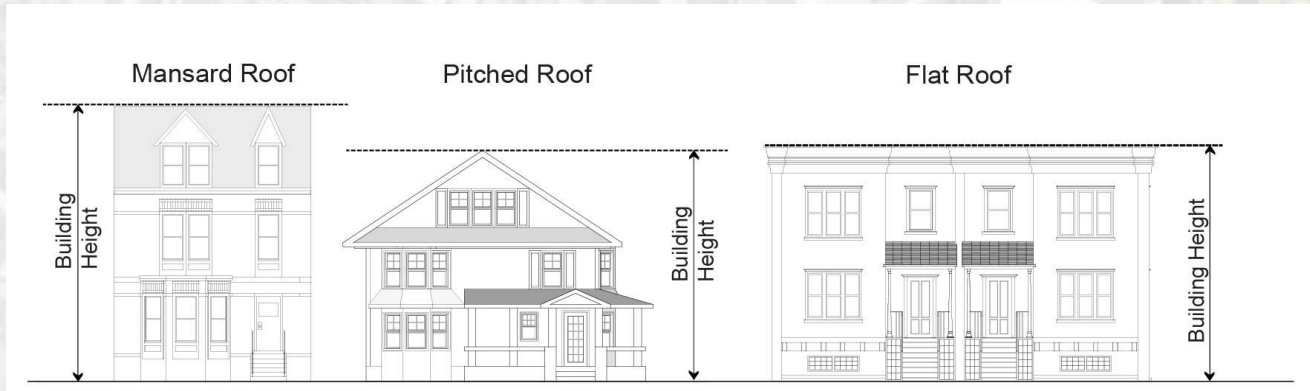 Mansard Roof
Pitched Roof
Flat Roof
Building
Height
Building
Height
Building Height